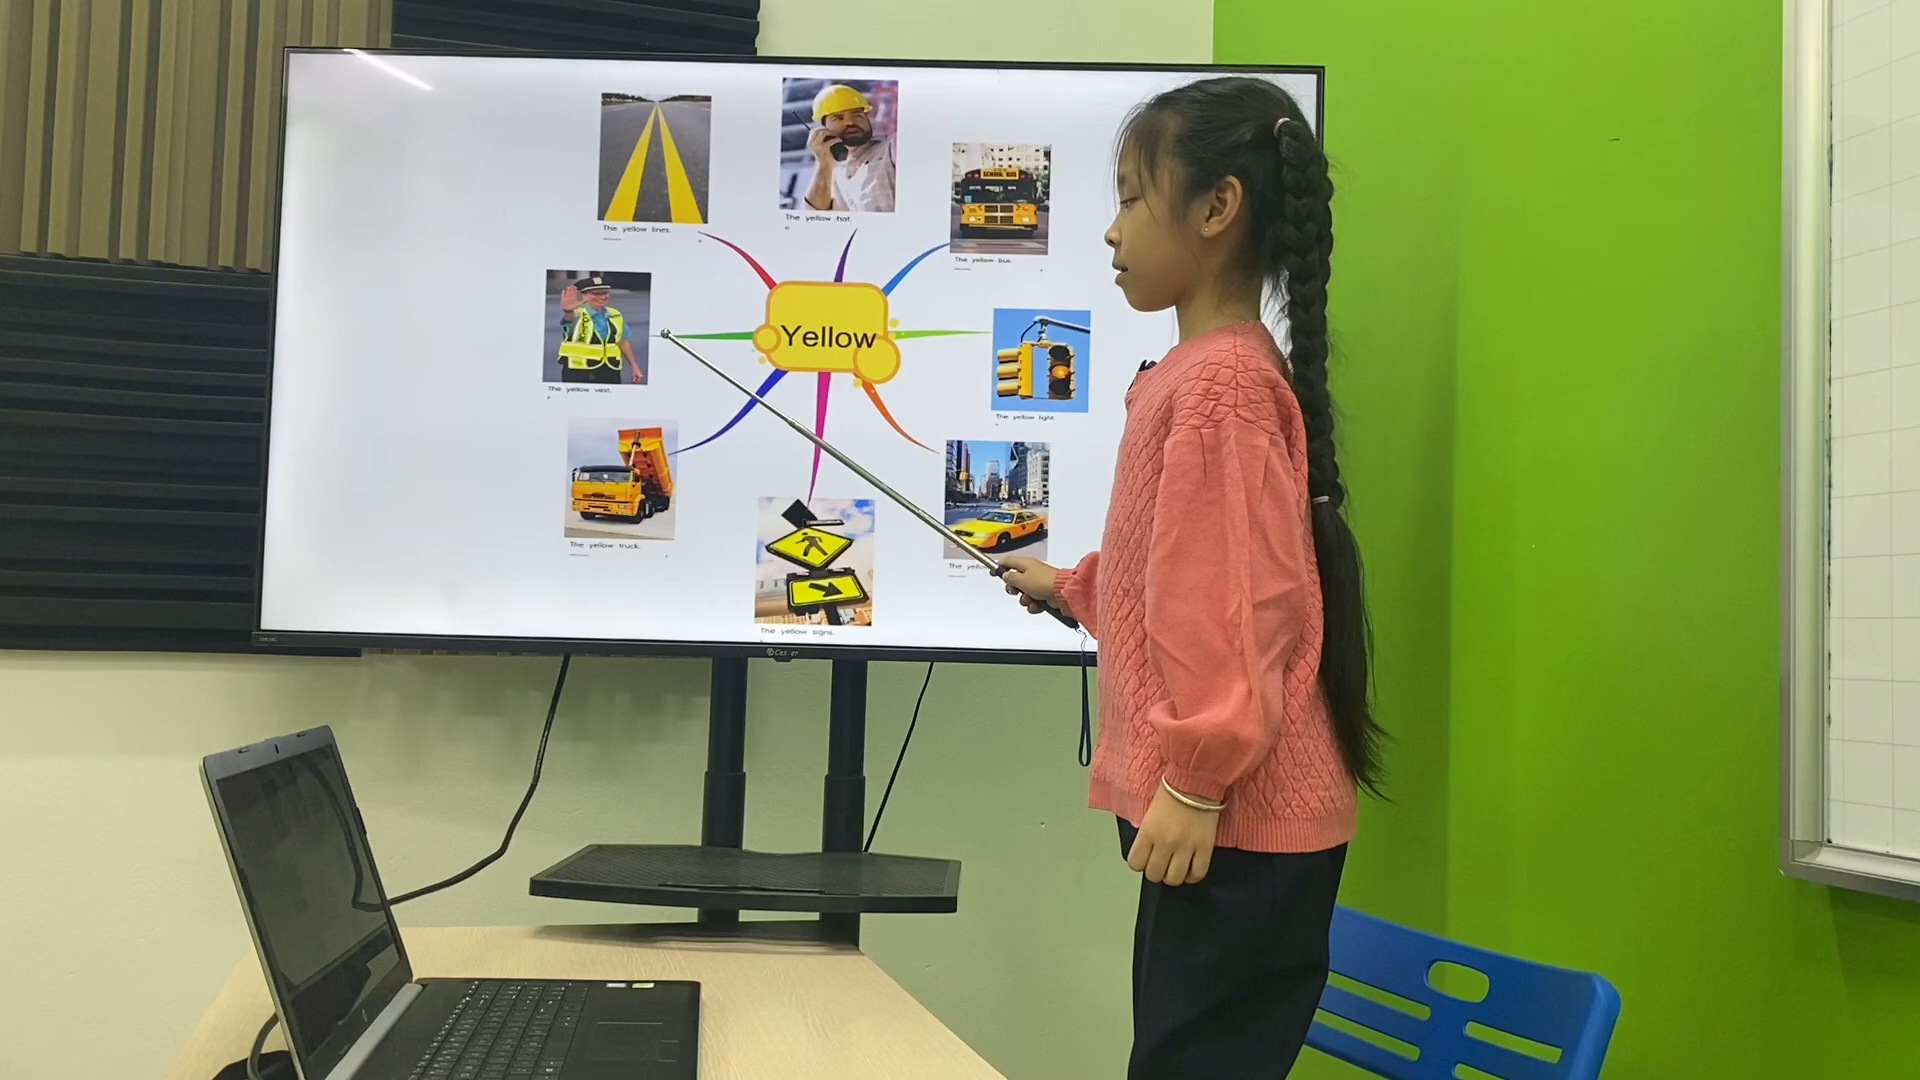 The yellow lines.
The yellow hat.
SCHOOL BUS
The yellow bus.
Yellow
The yellow vest.
The yellow light.
The yellow truck.
The
The yellow signs.